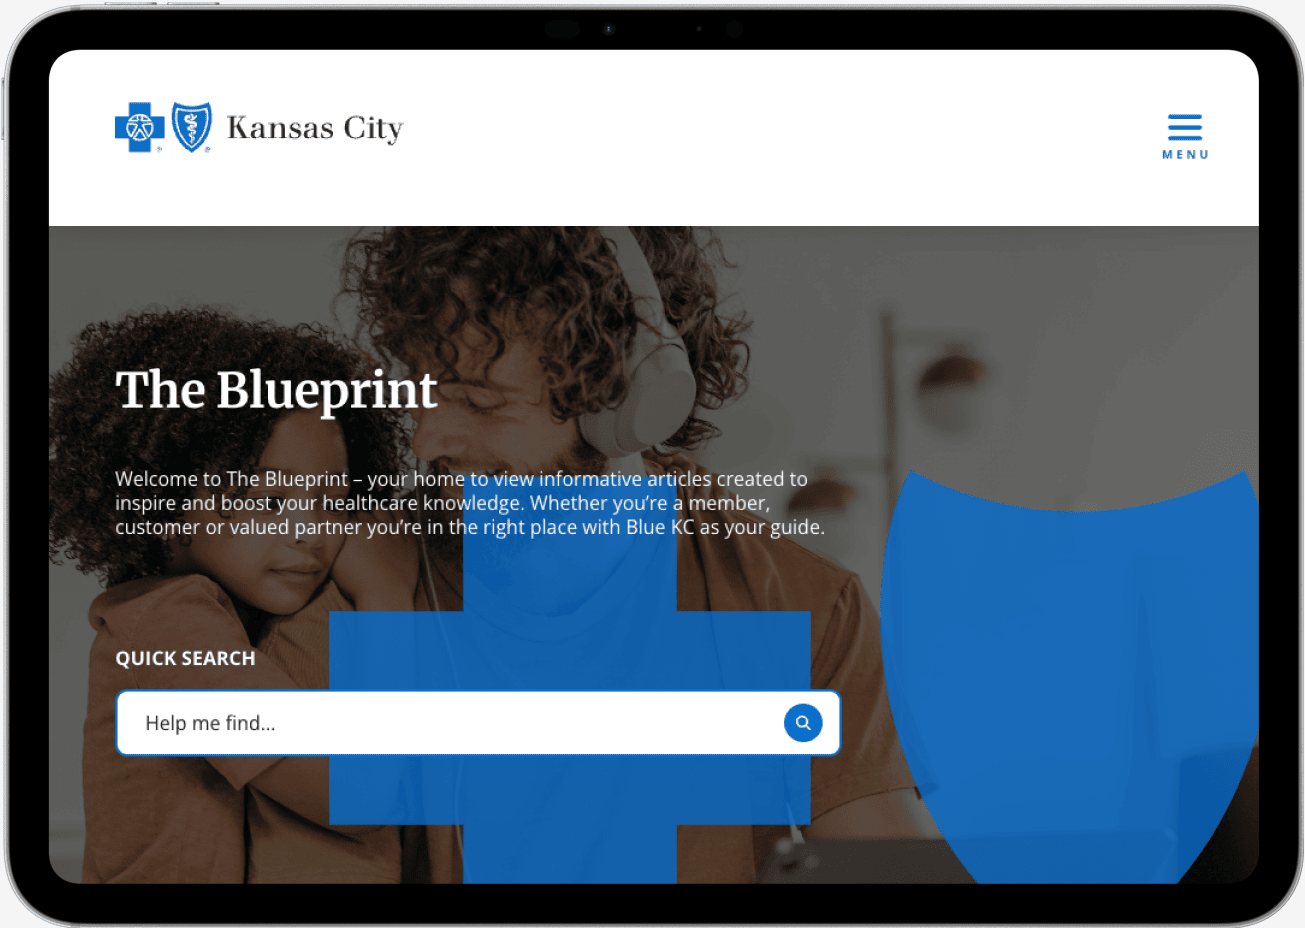 Kansas City
MENU
The Blueprint
Welcome to The Blueprint – your home to view informative articles created to
inspire and boost your healthcare knowledge. Whether you're a member,
customer or valued partner you're in the right place with Blue KC as your guide.
QUICK SEARCH
Help me find...